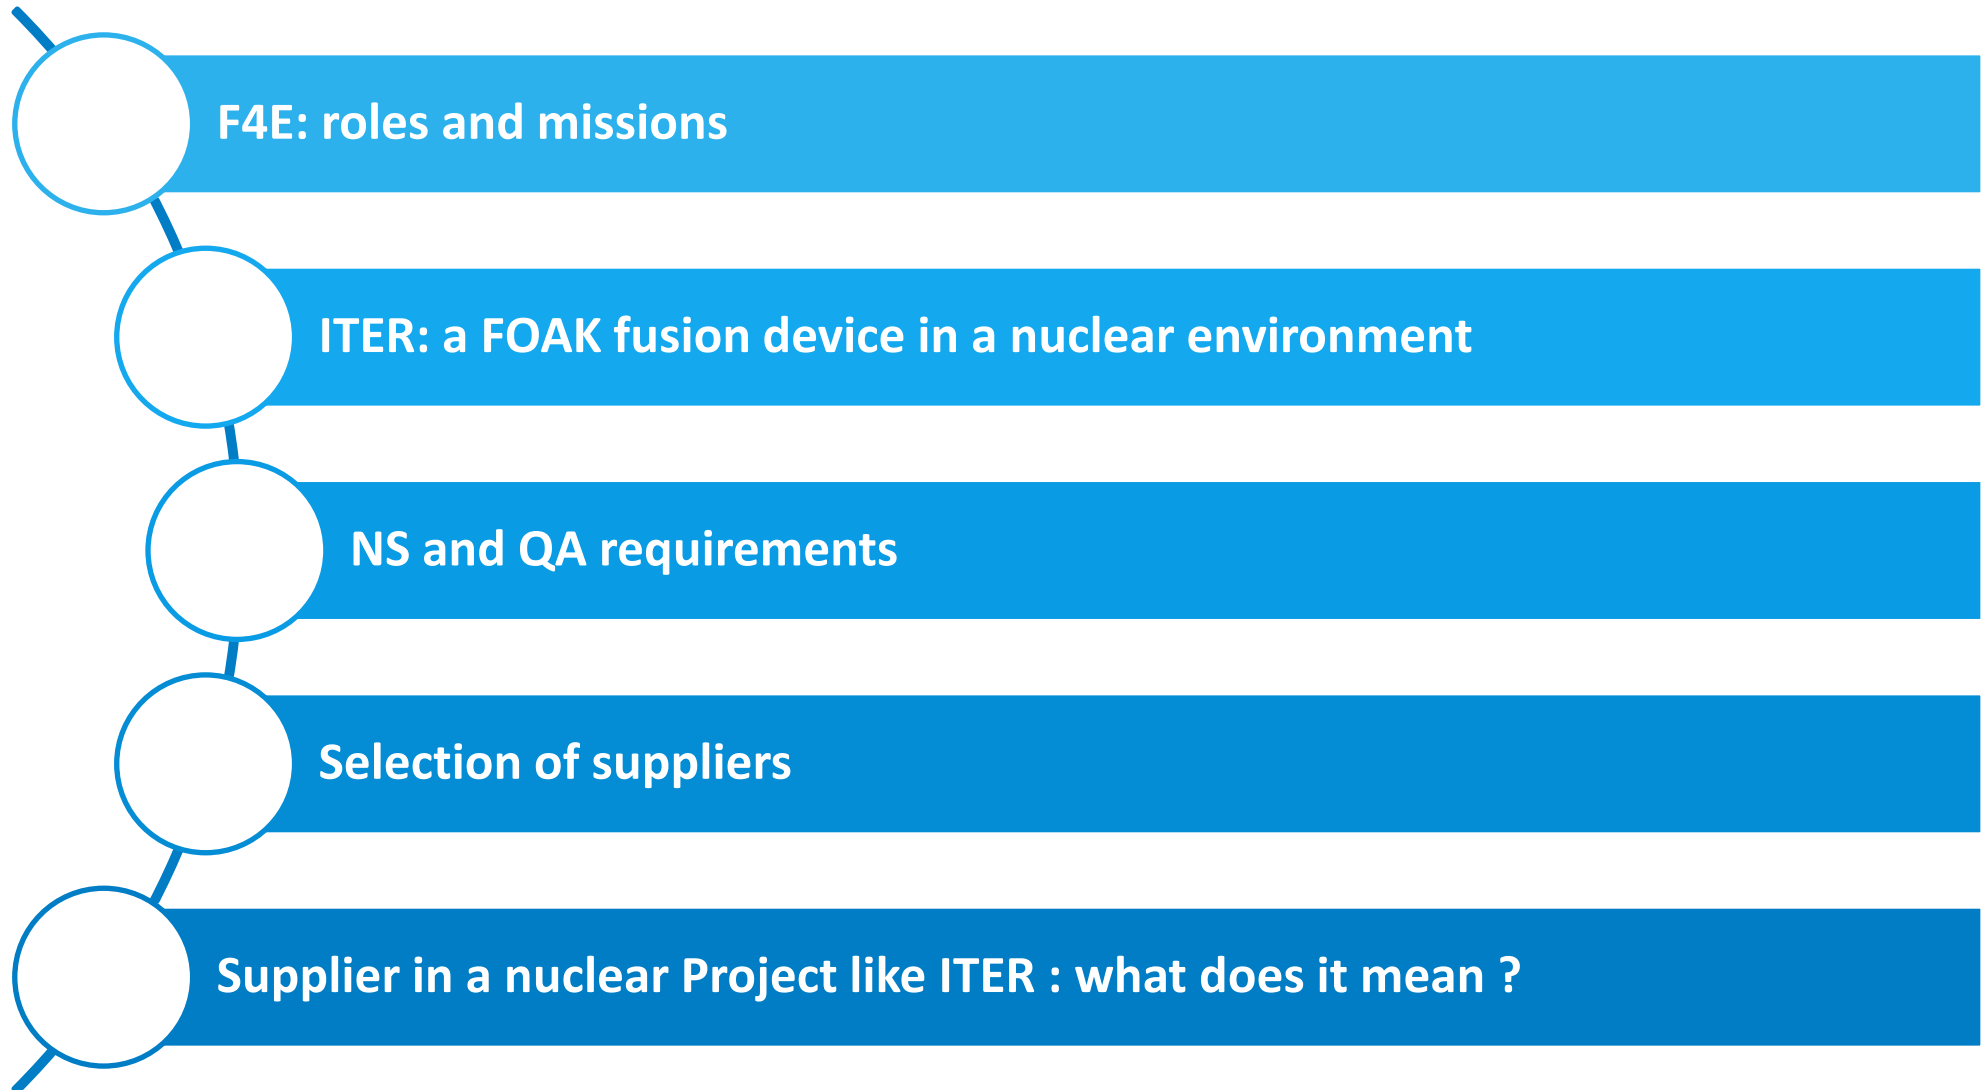 F4E: roles and missions
ITER: a FOAK fusion device in a nuclear environment
NS and QA requirements
Selection of suppliers
Supplier in a nuclear Project like ITER : what does it mean ?